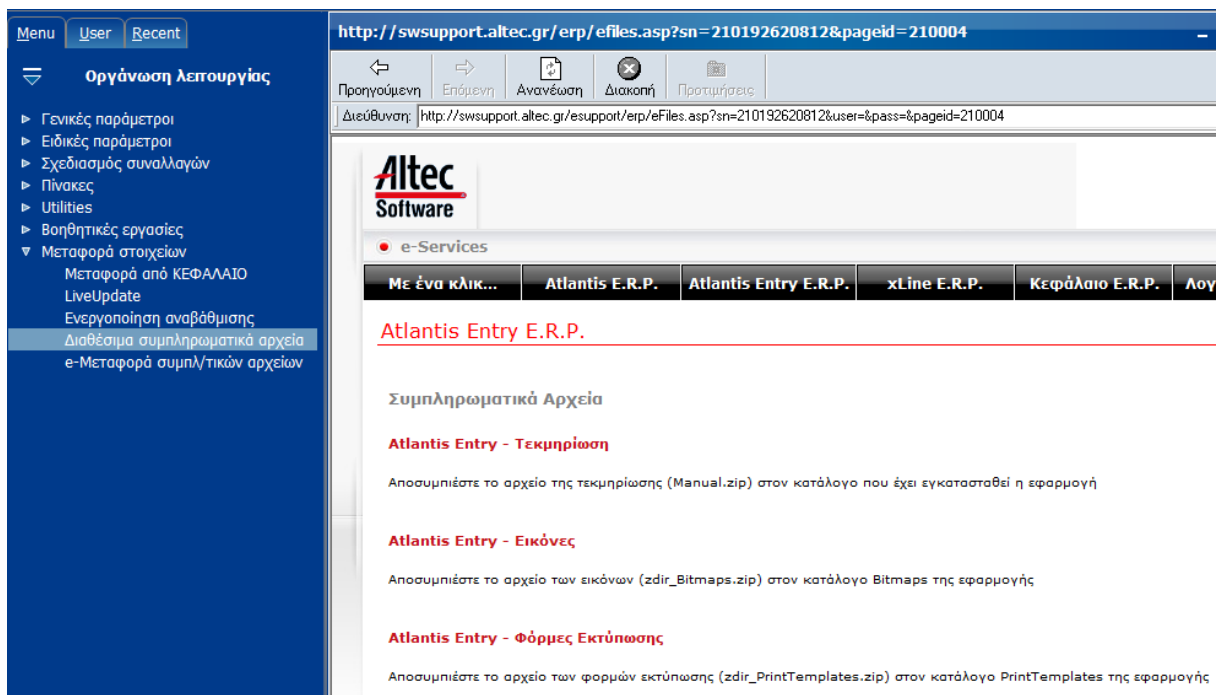 Menu User Recent
Οργάνωση λειτουργίας
Γενικές παράμετροι
Ειδικές παράμετροι
Σχεδιασμός συναλλαγών
Πίνακες
Utilities
Βοηθητικές εργασίες
Μεταφορά στοιχείων
Μεταφορά από ΚΕΦΑΛΑΙΟ
LiveUpdate
Ενεργοποίηση αναβάθμισης
Διαθέσιμα συμπληρωματικά αρχεία
e-Μεταφορά συμπλ/τικών αρχείων
http://swsupport.altec.gr/erp/efiles.asp?sn=210192620812&pageid=210004
Προηγούμενη Επόμενη Ανανέωση Διακοπή Προτιμήσεις
Διεύθυνση: http://swsupport.altec.gr/esupport/erp/eFiles.asp?sn=210192620812&user=&pass=&pageid=210004
Altec
Software
e-Services
Με ένα κλικ... Atlantis E.R.P. Atlantis Entry E.R.P. xLine E.R.P. Κεφάλαιο E.R.P. Λογ
Atlantis Entry E.R.P.
Συμπληρωματικά Αρχεία
Atlantis Entry - Τεκμηρίωση
Αποσυμπιέστε το αρχείο της τεκμηρίωσης (Manual.zip) στον κατάλογο που έχει εγκατασταθεί η εφαρμογή
Atlantis Entry - Εικόνες
Αποσυμπιέστε το αρχείο των εικόνων (zdir_Bitmaps.zip) στον κατάλογο Bitmaps της εφαρμογής
Atlantis Entry - Φόρμες Εκτύπωσης
Αποσυμπιέστε το αρχείο των φορμών εκτύπωσης (zdir_PrintTemplates.zip) στον κατάλογο PrintTemplates της εφαρμογής